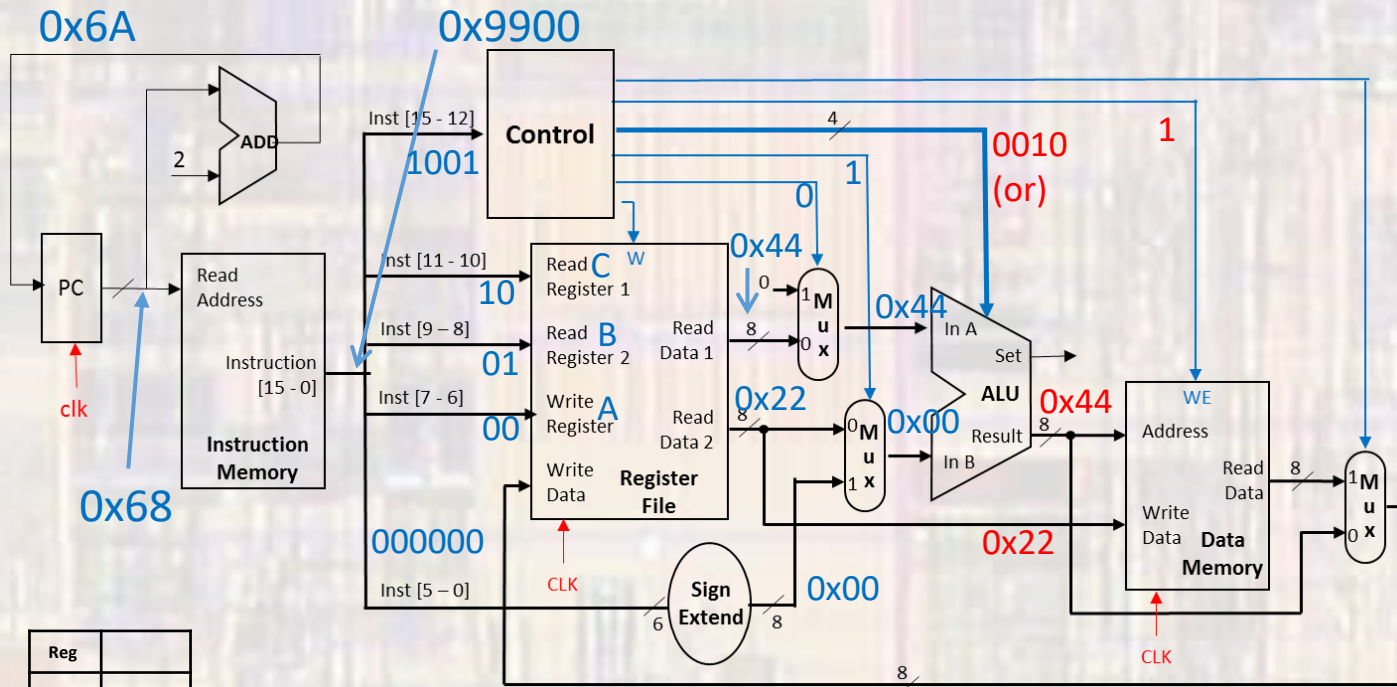 0x6A
0x9900
ADD
2
Inst [15 - 12]
1001
Control
4
0010
(or)
1
1
0
PC
clk
0x68
Read
Address
Instruction
[15 - 0]
Instruction
Memory
Inst [11 - 10]
10
Inst [9 – 8]
01
Inst [7 - 6]
00
000000
Inst [5 – 0]
W
Read C
Register 1
Read B
Register 2
Write A
Register
Write
Data
Read
Data 1
Read
Data 2
Register
File
CLK
0x44
8
0
1
0
Mux
0x44
0x22
8
0
1
Mux
0x00
6
Sign
Extend
8
0x00
In A
Set
ALU
Result
In B
0x44
8
0x22
WE
Address
Read
Data
Write
Data
Data
Memory
CLK
8
1
0
Mux
8
Reg